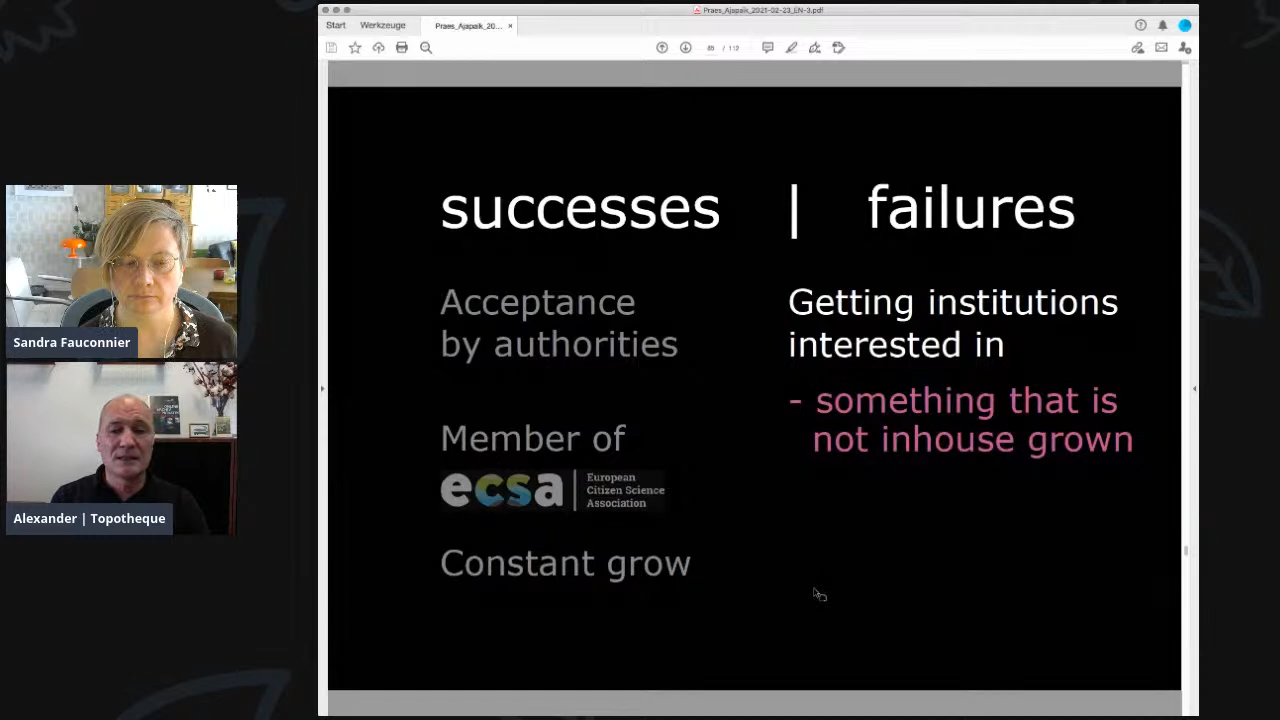 Praes_Ajapaik_2021-02-23_EN-3.pdf
Start Werkzeuge Praes_Ajapaik_20... ×
85 / 112
successes | failures
Acceptance
by authorities
Getting institutions
interested in
- something that is
not inhouse grown
Member of
ecsa European
Citizen Science
Association
Constant grow
Sandra Fauconnier
Alexander | Topotheque